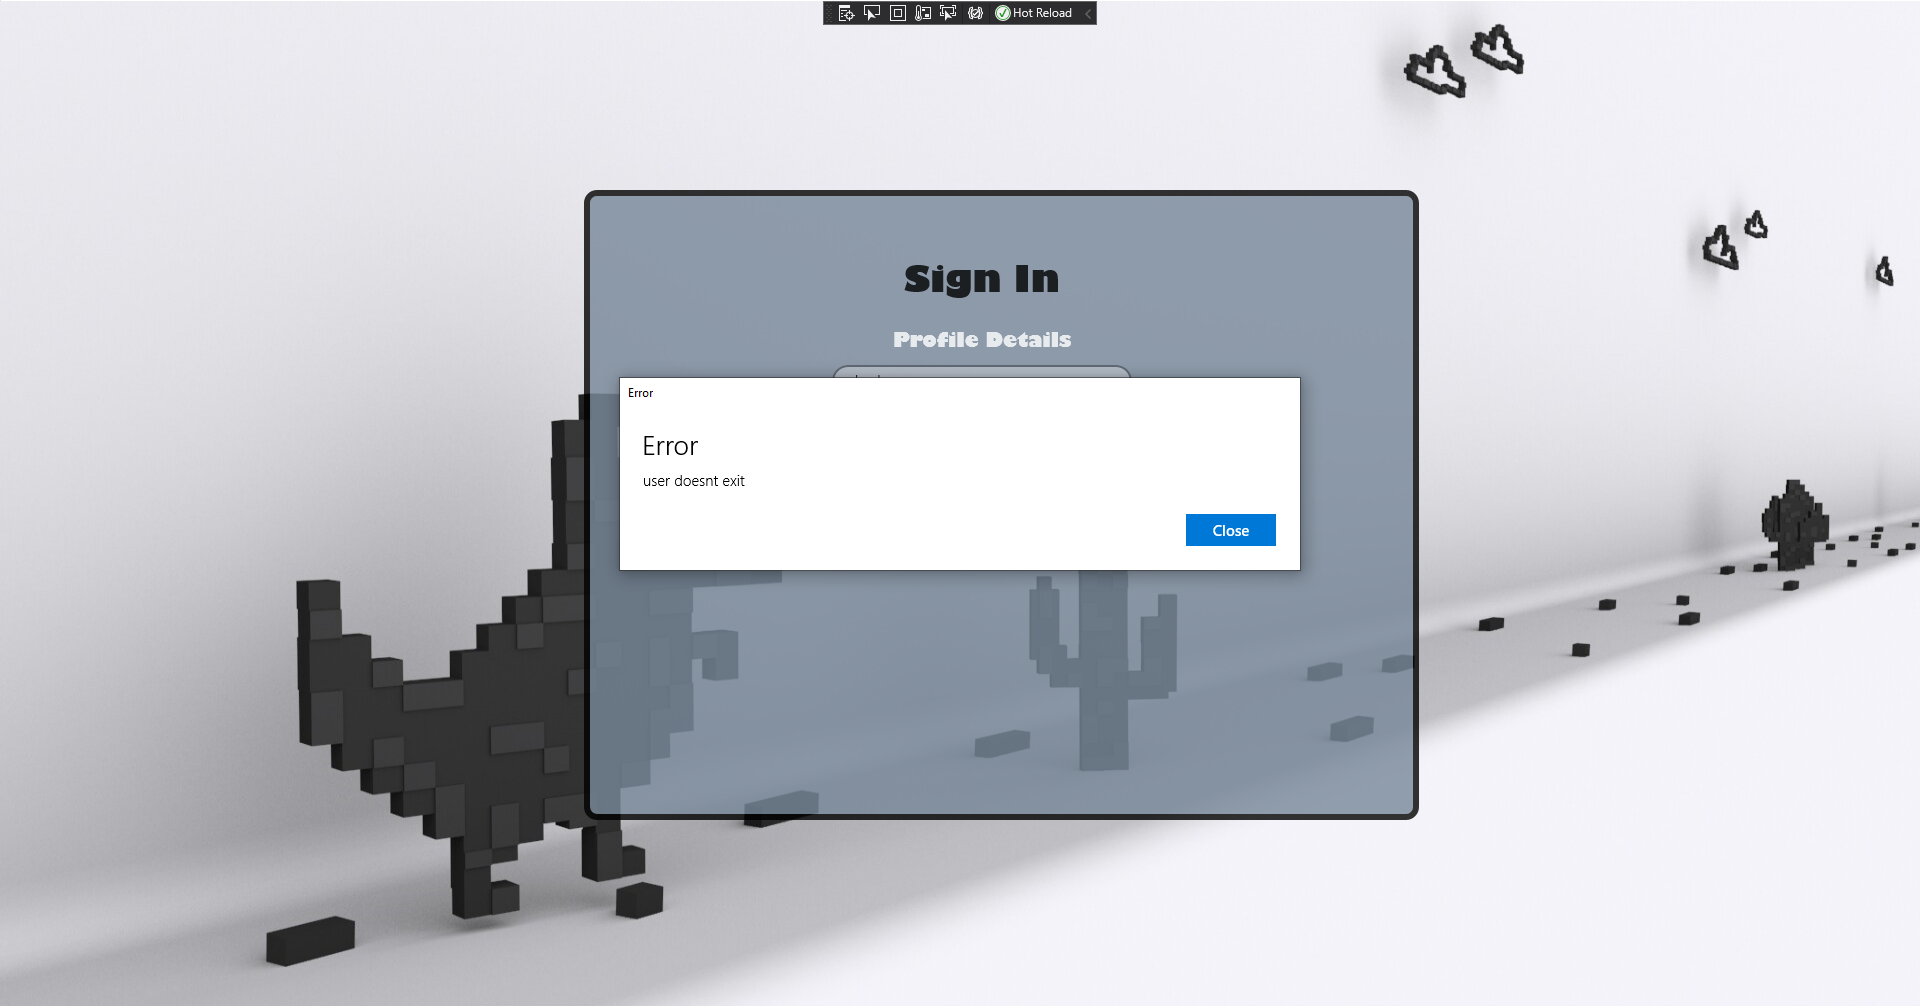 Hot Reload
Sign In
Profile Details
Error
Error
user doesnt exit
Close